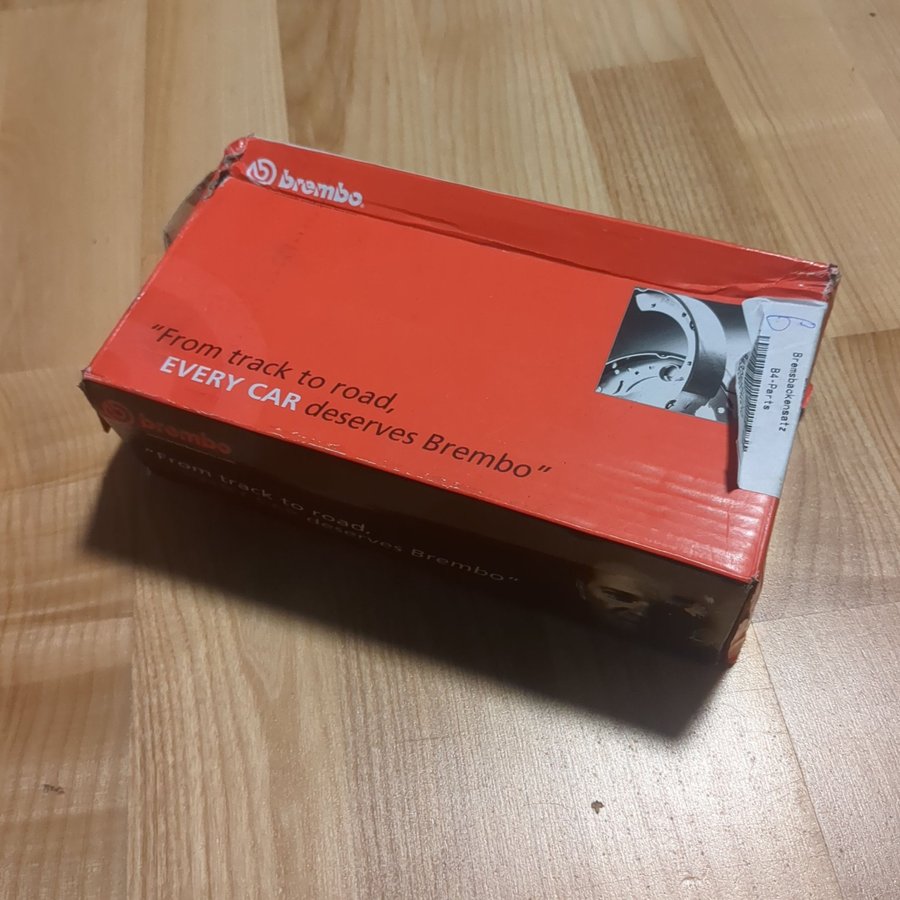 brembo
"From track to road,
EVERY CAR deserves Brembo"
Bremsbackensatz
B4-Parts
brembo
"From track to road,
deserves Brembo"